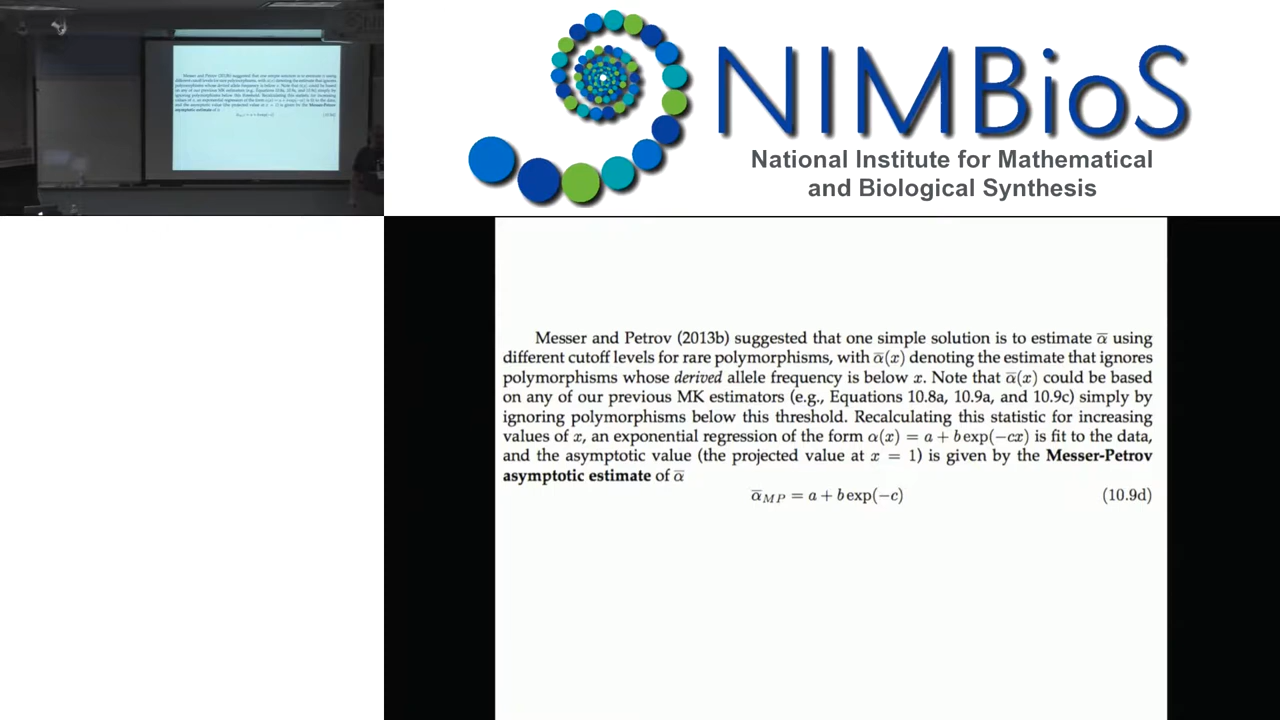 NIMBioS
National Institute for Mathematical
and Biological Synthesis
Messer and Petrov (2013b) suggested that one simple solution is to estimate α̅ using
different cutoff levels for rare polymorphisms, with α̅(x) denoting the estimate that ignores
polymorphisms whose derived allele frequency is below x. Note that α̅(x) could be based
on any of our previous MK estimators (e.g., Equations 10.8a, 10.9a, and 10.9c) simply by
ignoring polymorphisms below this threshold. Recalculating this statistic for increasing
values of x, an exponential regression of the form α(x) = a + b exp(−cx) is fit to the data,
and the asymptotic value (the projected value at x = 1) is given by the Messer-Petrov
asymptotic estimate of α̅
α̅MP = a + b exp(−c) (10.9d)